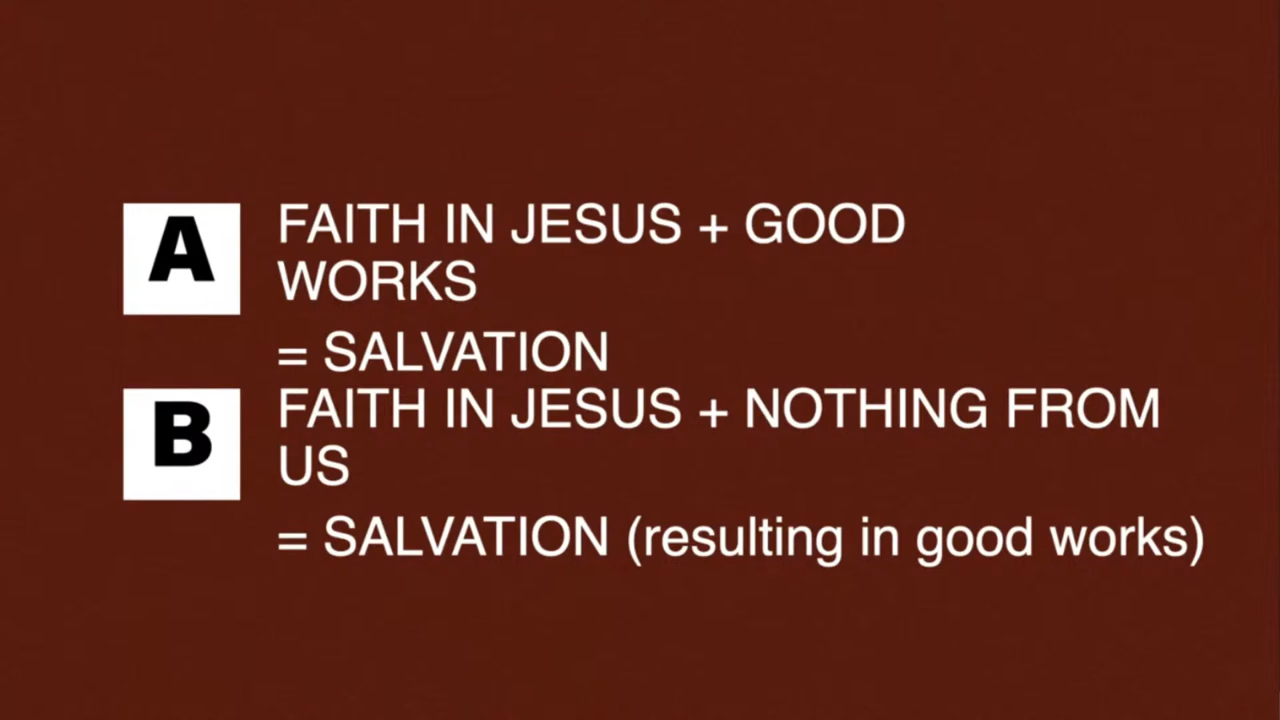 A
FAITH IN JESUS + GOOD
WORKS
= SALVATION
B
FAITH IN JESUS + NOTHING FROM
US
= SALVATION (resulting in good works)